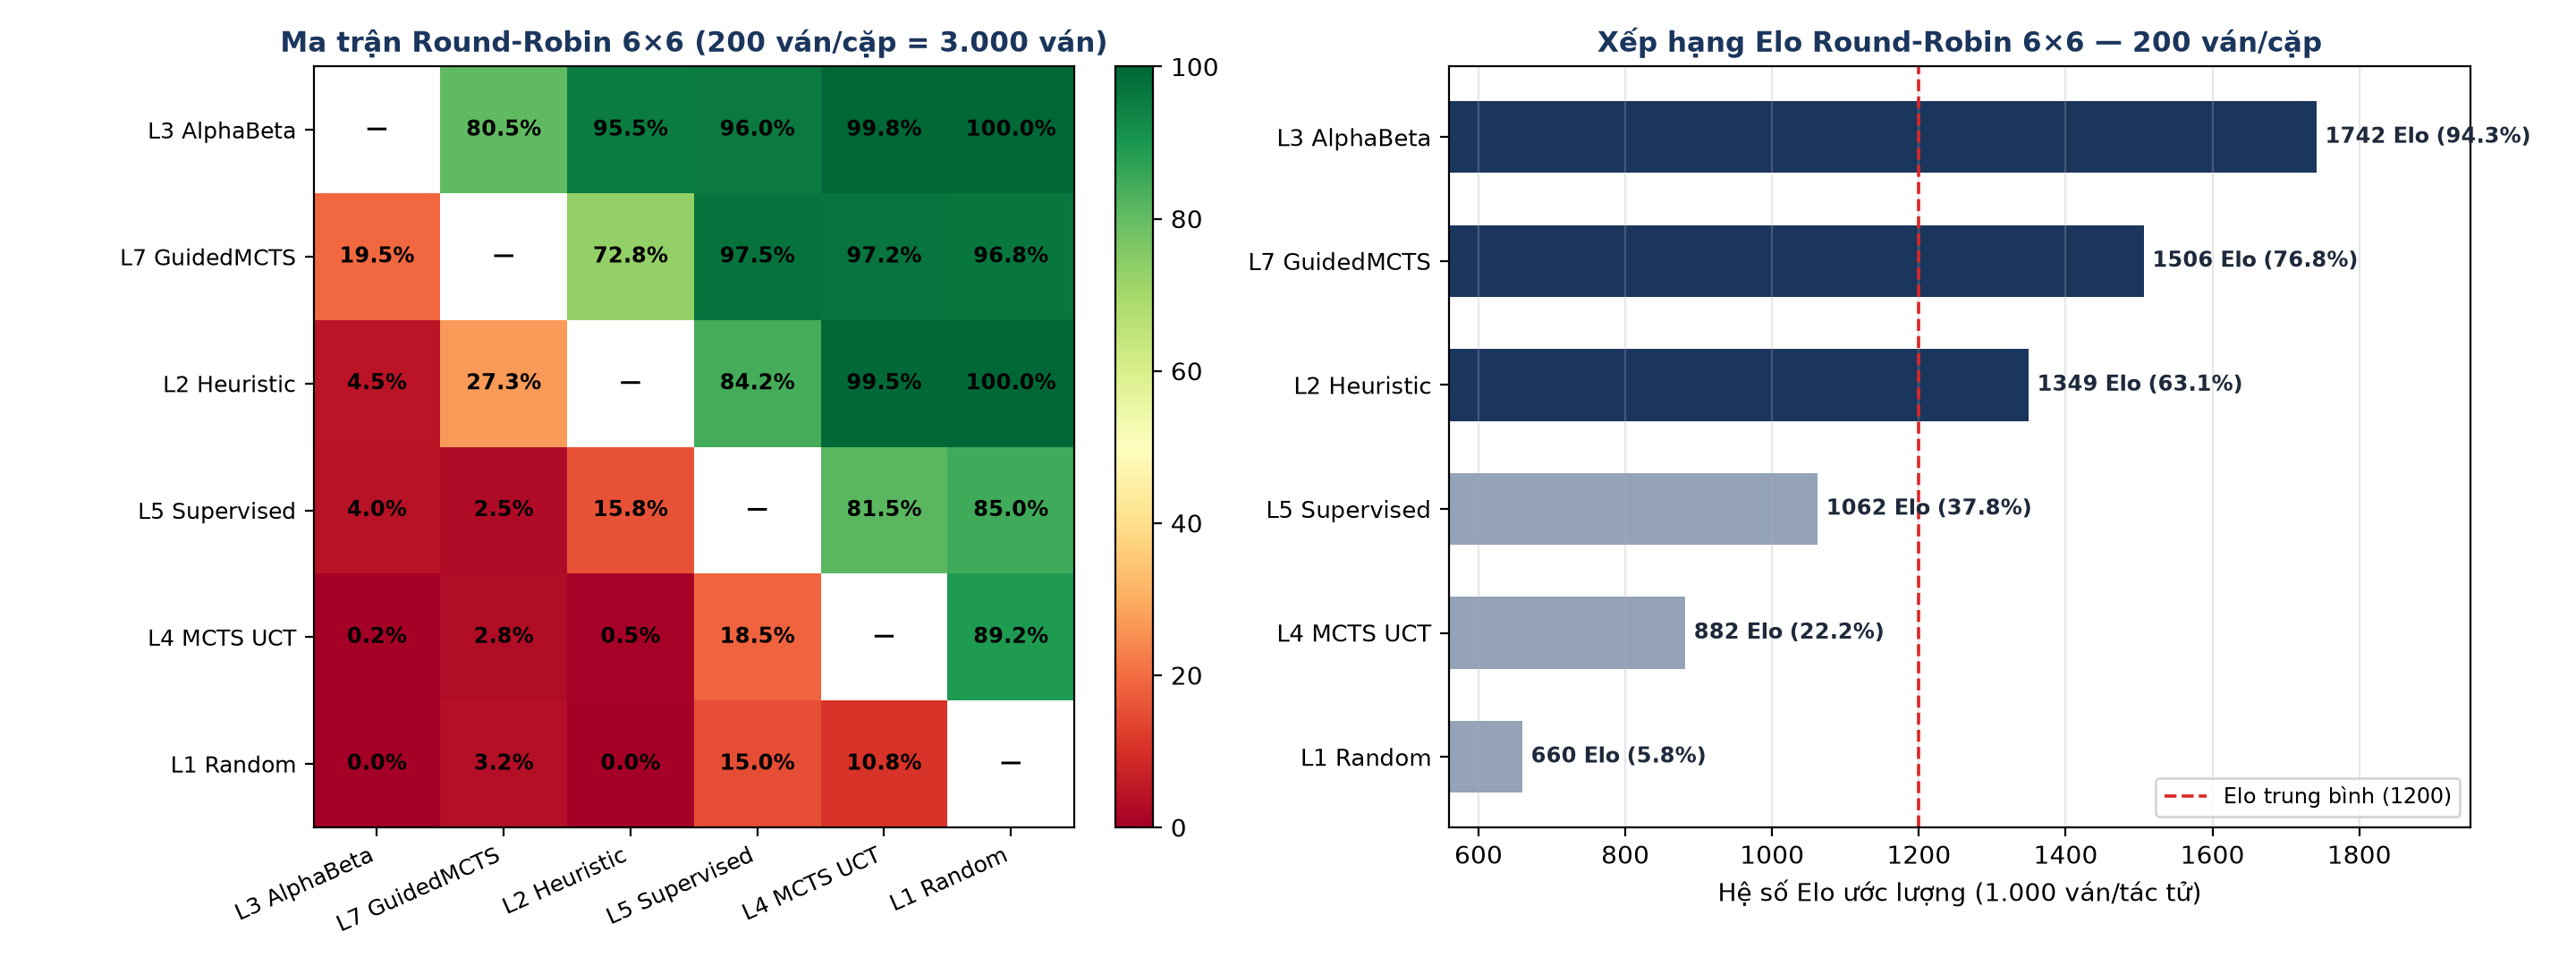 Ma trận Round-Robin 6×6 (200 ván/cặp = 3.000 ván)
L3 AlphaBeta — 80.5% 95.5% 96.0% 99.8% 100.0%
L7 GuidedMCTS 19.5% — 72.8% 97.5% 97.2% 96.8%
L2 Heuristic 4.5% 27.3% — 84.2% 99.5% 100.0%
L5 Supervised 4.0% 2.5% 15.8% — 81.5% 85.0%
L4 MCTS UCT 0.2% 2.8% 0.5% 18.5% — 89.2%
L1 Random 0.0% 3.2% 0.0% 15.0% 10.8% —
L3 AlphaBeta L7 GuidedMCTS L2 Heuristic L5 Supervised L4 MCTS UCT L1 Random
100
80
60
40
20
0
Xếp hạng Elo Round-Robin 6×6 — 200 ván/cặp
L3 AlphaBeta 1742 Elo (94.3%)
L7 GuidedMCTS 1506 Elo (76.8%)
L2 Heuristic 1349 Elo (63.1%)
L5 Supervised 1062 Elo (37.8%)
L4 MCTS UCT 882 Elo (22.2%)
L1 Random 660 Elo (5.8%)
Elo trung bình (1200)
600 800 1000 1200 1400 1600 1800
Hệ số Elo ước lượng (1.000 ván/tác tử)